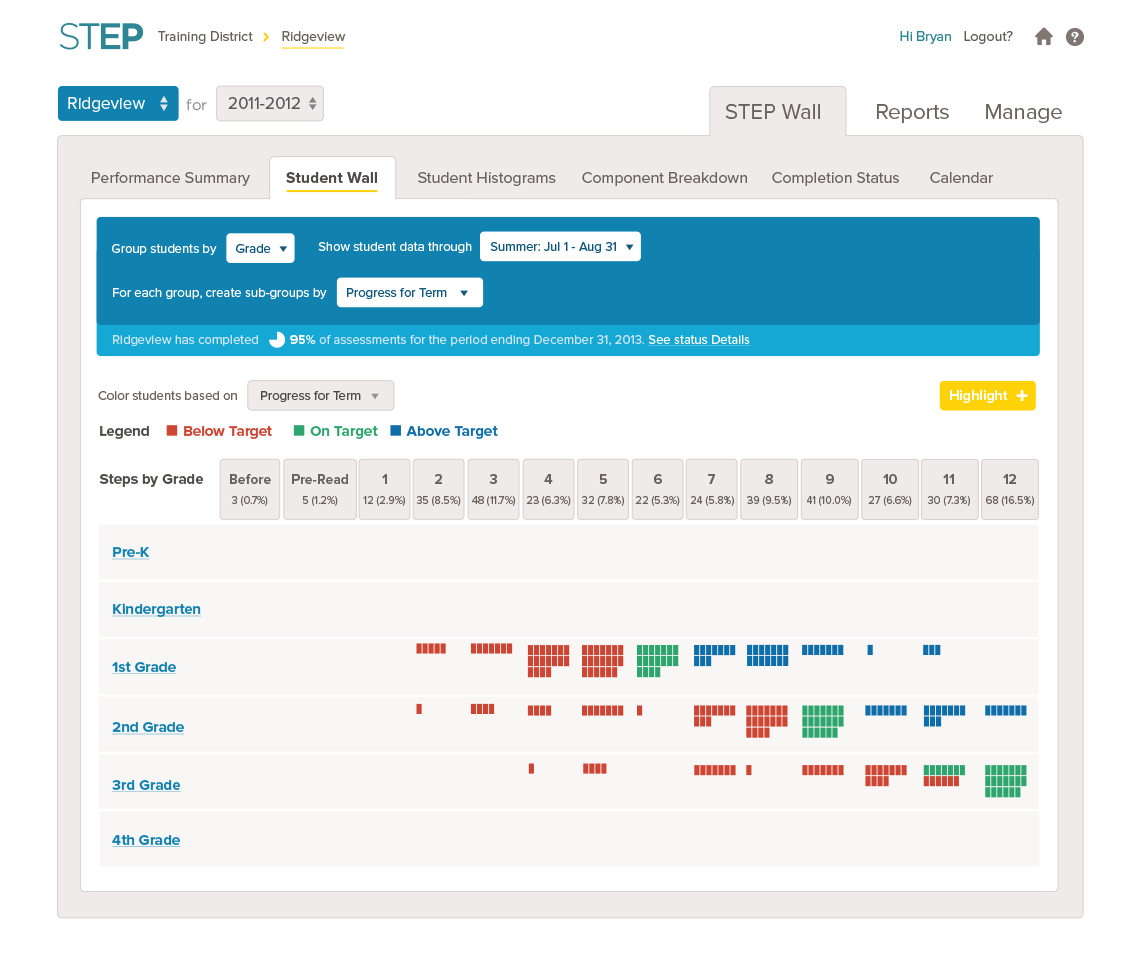 STEP Training District Ridgeview Hi Bryan Logout? ?
Ridgeview for 2011-2012 STEP Wall Reports Manage
Performance Summary Student Wall Student Histograms Component Breakdown Completion Status Calendar
Group students by Grade Show student data through Summer: Jul 1 - Aug 31
For each group, create sub-groups by Progress for Term
Ridgeview has completed 95% of assessments for the period ending December 31, 2013. See status Details
Color students based on Progress for Term Highlight +
Legend Below Target On Target Above Target
Steps by Grade Before Pre-Read 1 2 3 4 5 6 7 8 9 10 11 12
3 (0.7%) 5 (1.2%) 12 (2.9%) 35 (8.5%) 48 (11.7%) 23 (6.3%) 32 (7.8%) 22 (5.3%) 24 (5.8%) 39 (9.5%) 41 (10.0%) 27 (6.6%) 30 (7.3%) 68 (16.5%)
Pre-K
Kindergarten
1st Grade
2nd Grade
3rd Grade
4th Grade